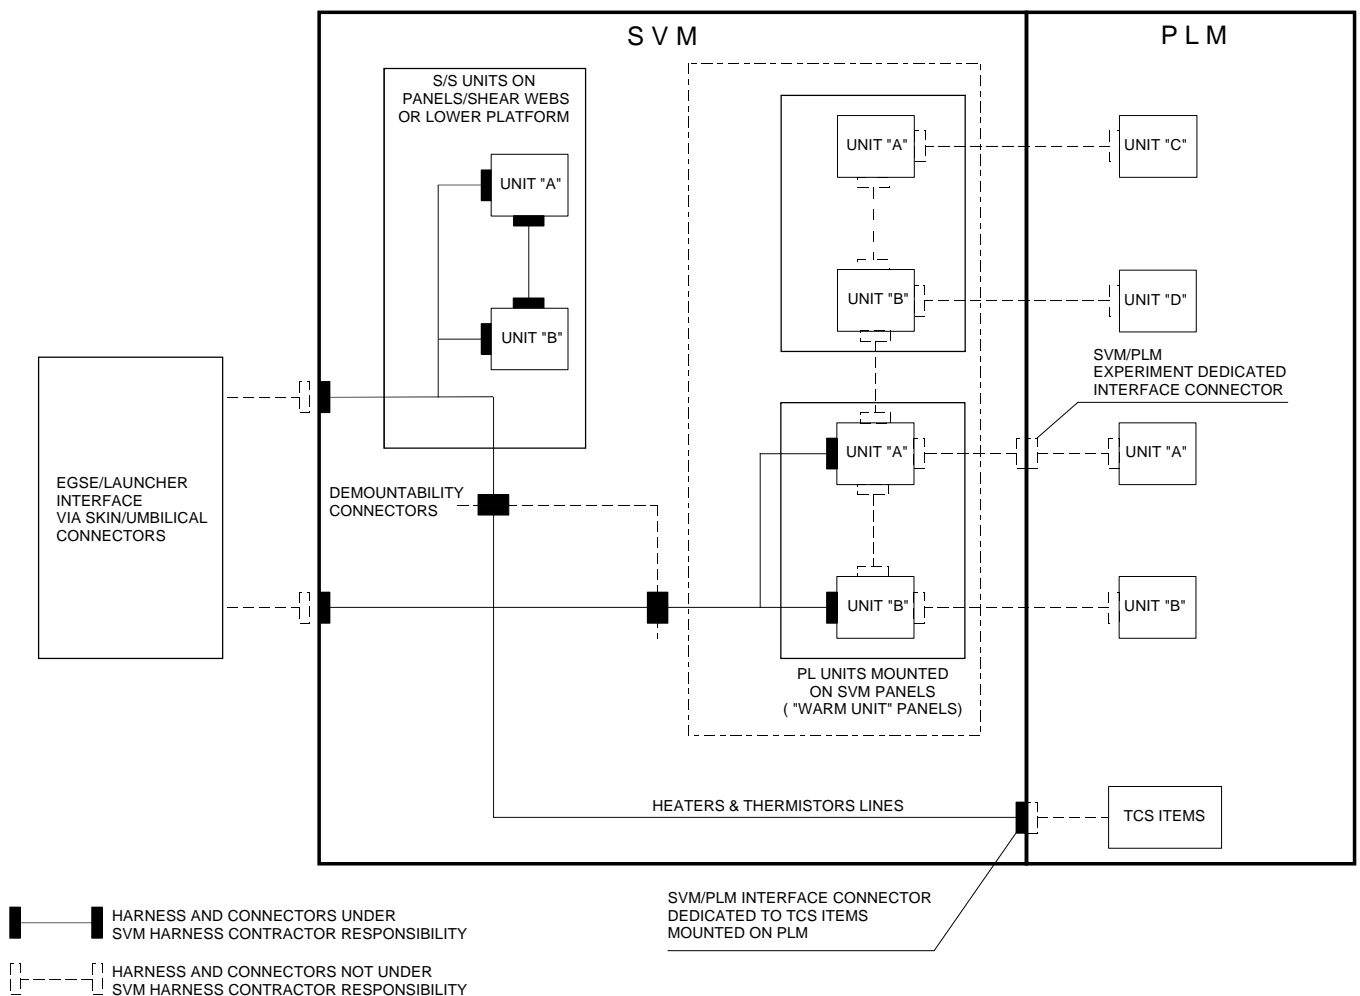 S V M
P L M
S/S UNITS ON
PANELS/SHEAR WEBS
OR LOWER PLATFORM
UNIT "A"
UNIT "B"
UNIT "A"
UNIT "C"
UNIT "B"
UNIT "D"
SVM/PLM
EXPERIMENT DEDICATED
INTERFACE CONNECTOR
UNIT "A"
UNIT "A"
EGSE/LAUNCHER
INTERFACE
VIA SKIN/UMBILICAL
CONNECTORS
DEMOUNTABILITY
CONNECTORS
UNIT "B"
UNIT "B"
PL UNITS MOUNTED
ON SVM PANELS
( "WARM UNIT" PANELS)
HEATERS & THERMISTORS LINES
TCS ITEMS
SVM/PLM INTERFACE CONNECTOR
DEDICATED TO TCS ITEMS
MOUNTED ON PLM
HARNESS AND CONNECTORS UNDER
SVM HARNESS CONTRACTOR RESPONSIBILITY
HARNESS AND CONNECTORS NOT UNDER
SVM HARNESS CONTRACTOR RESPONSIBILITY